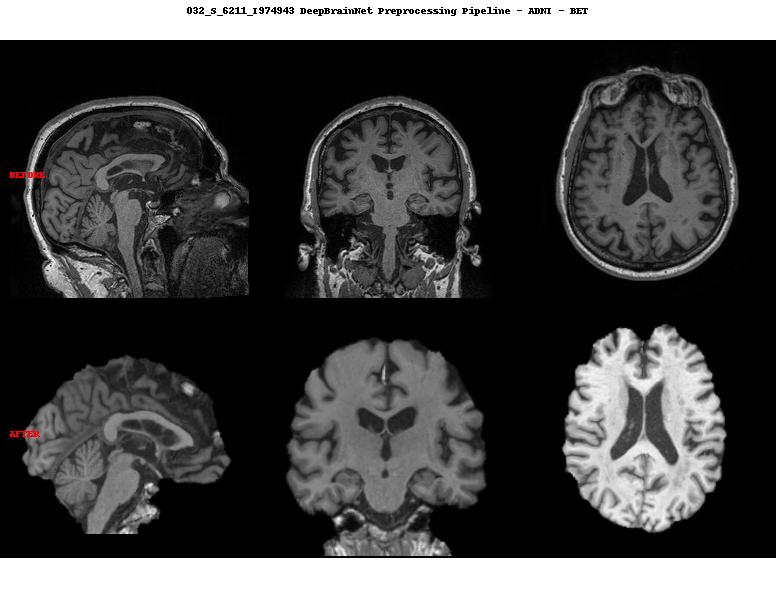 032_S_6211_I974943 DeepBrainNet Preprocessing Pipeline - ADNI - BET
BEFORE
AFTER